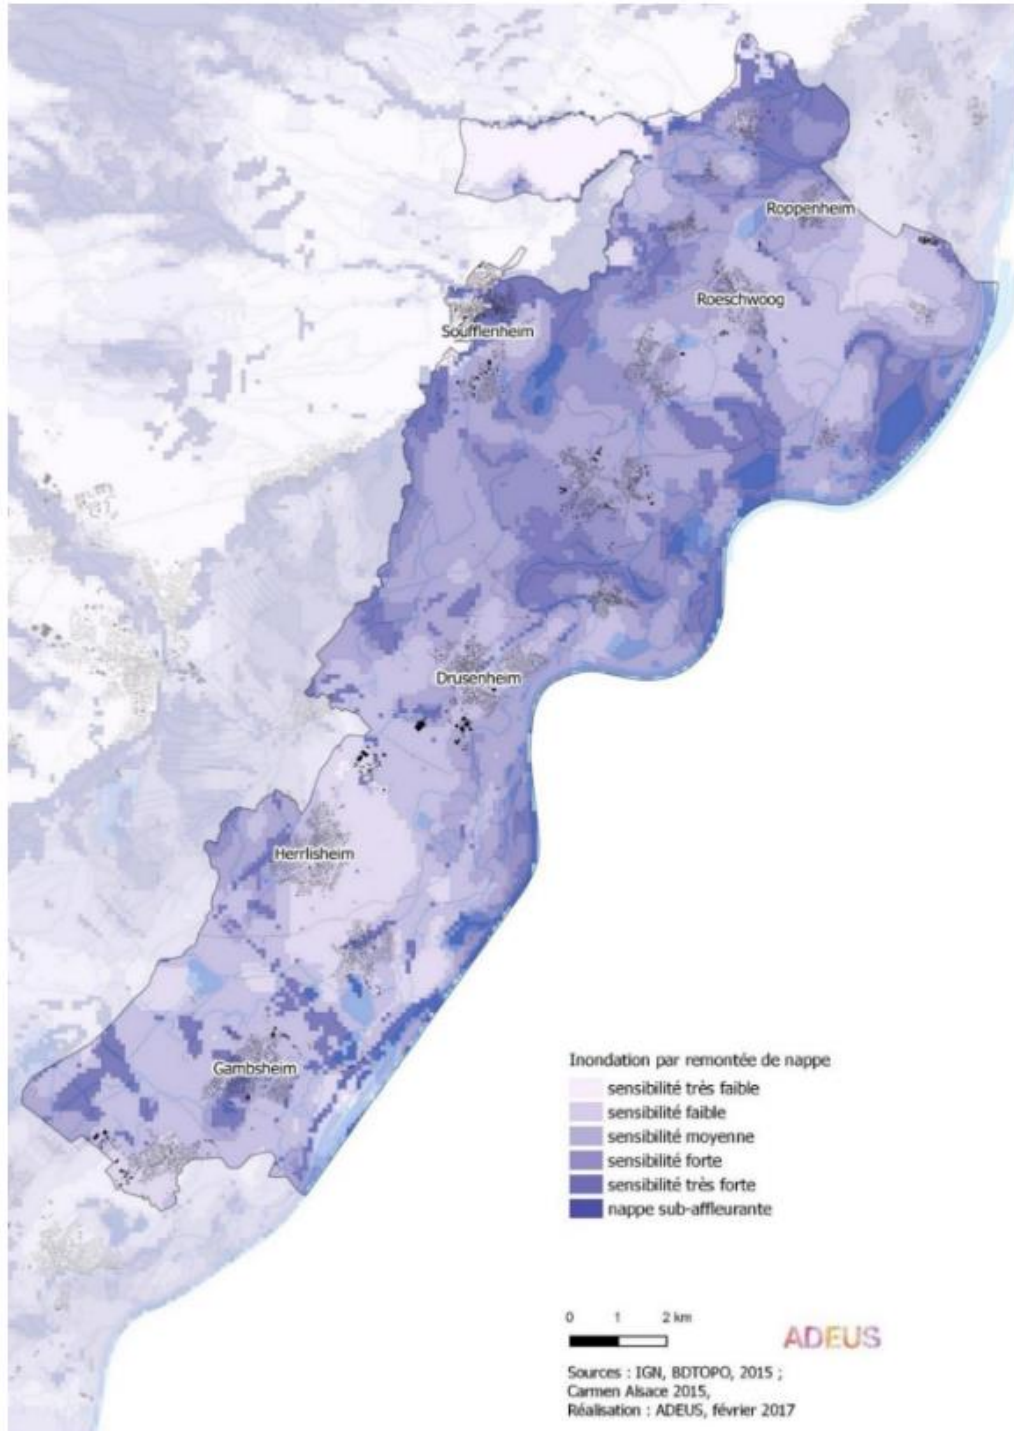 Roppenheim
Roeschwoog
Soufflenheim
Drusenheim
Herrlisheim
Gambsheim
Inondation par remontée de nappe
sensibilité très faible
sensibilité faible
sensibilité moyenne
sensibilité forte
sensibilité très forte
nappe sub-affleurante
0 1 2 km
ADEUS
Sources : IGN, BDTOPO, 2015 ;
Carmen Alsace 2015,
Réalisation : ADEUS, février 2017